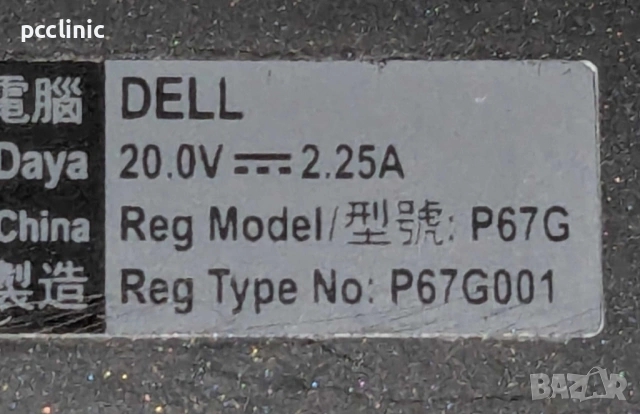 pcclinic
電腦 DELL
Daya 20.0V 2.25A
China Reg Model/型號: P67G
製造 Reg Type No: P67G001
BAZAR